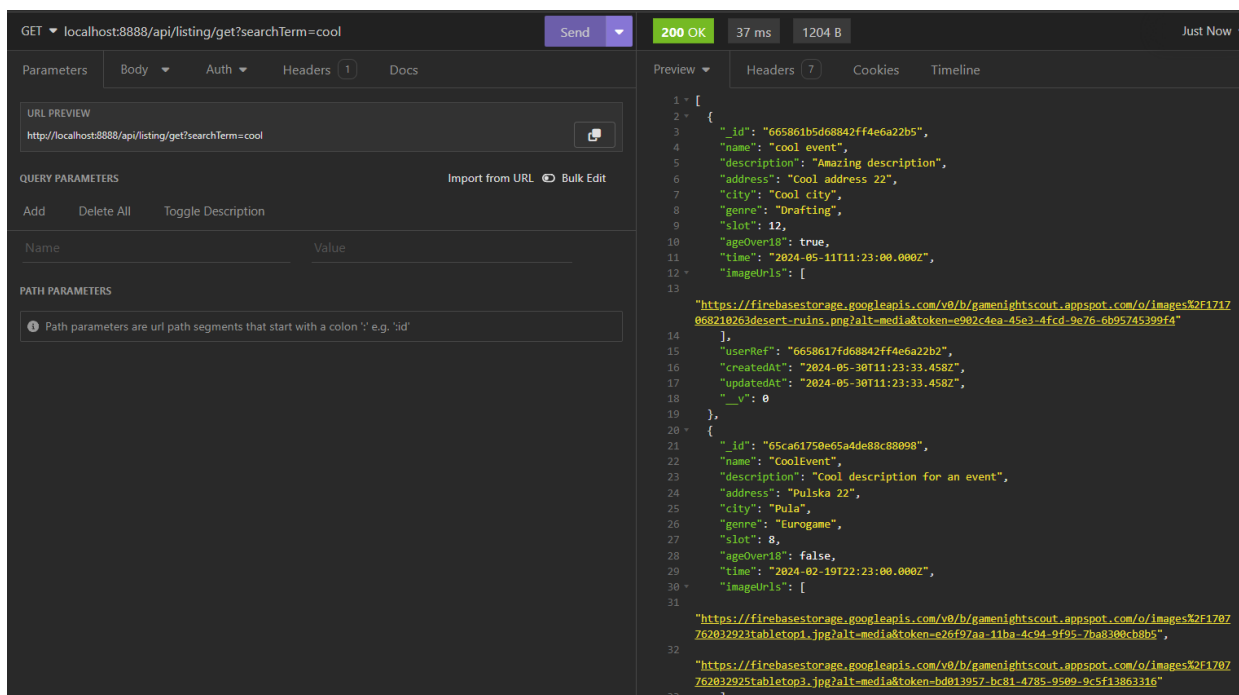 GET localhost:8888/api/listing/get?searchTerm=cool
Send
Parameters Body Auth Headers 1 Docs
URL PREVIEW
http://localhost:8888/api/listing/get?searchTerm=cool
QUERY PARAMETERS Import from URL Bulk Edit
Add Delete All Toggle Description
Name Value
PATH PARAMETERS
Path parameters are url path segments that start with a colon ':' e.g. ':id'
200 OK 37 ms 1204 B Just Now
Preview Headers 7 Cookies Timeline
1 [
2 {
3 "_id": "665861b5d68842ff4e6a22b5",
4 "name": "cool event",
5 "description": "Amazing description",
6 "address": "Cool address 22",
7 "city": "Cool city",
8 "genre": "Drafting",
9 "slot": 12,
10 "ageOver18": true,
11 "time": "2024-05-11T11:23:00.000Z",
12 "imageUrls": [
13
"https://firebasestorage.googleapis.com/v0/b/gamenightscout.appspot.com/o/images%2F1717
068210263desert-ruins.png?alt=media&token=e902c4ea-45e3-4fcd-9e76-6b95745399f4"
14 ],
15 "userRef": "6658617fd68842ff4e6a22b2",
16 "createdAt": "2024-05-30T11:23:33.458Z",
17 "updatedAt": "2024-05-30T11:23:33.458Z",
18 "__v": 0
19 },
20 {
21 "_id": "65ca61750e65a4de88c88098",
22 "name": "CoolEvent",
23 "description": "Cool description for an event",
24 "address": "Pulska 22",
25 "city": "Pula",
26 "genre": "Eurogame",
27 "slot": 8,
28 "ageOver18": false,
29 "time": "2024-02-19T22:23:00.000Z",
30 "imageUrls": [
31
"https://firebasestorage.googleapis.com/v0/b/gamenightscout.appspot.com/o/images%2F1707
762032923tabletop1.jpg?alt=media&token=e26f97aa-11ba-4c94-9f95-7ba8300cb8b5",
32
"https://firebasestorage.googleapis.com/v0/b/gamenightscout.appspot.com/o/images%2F1707
762032925tabletop3.jpg?alt=media&token=bd013957-bc81-4785-9509-9c5f13863316"